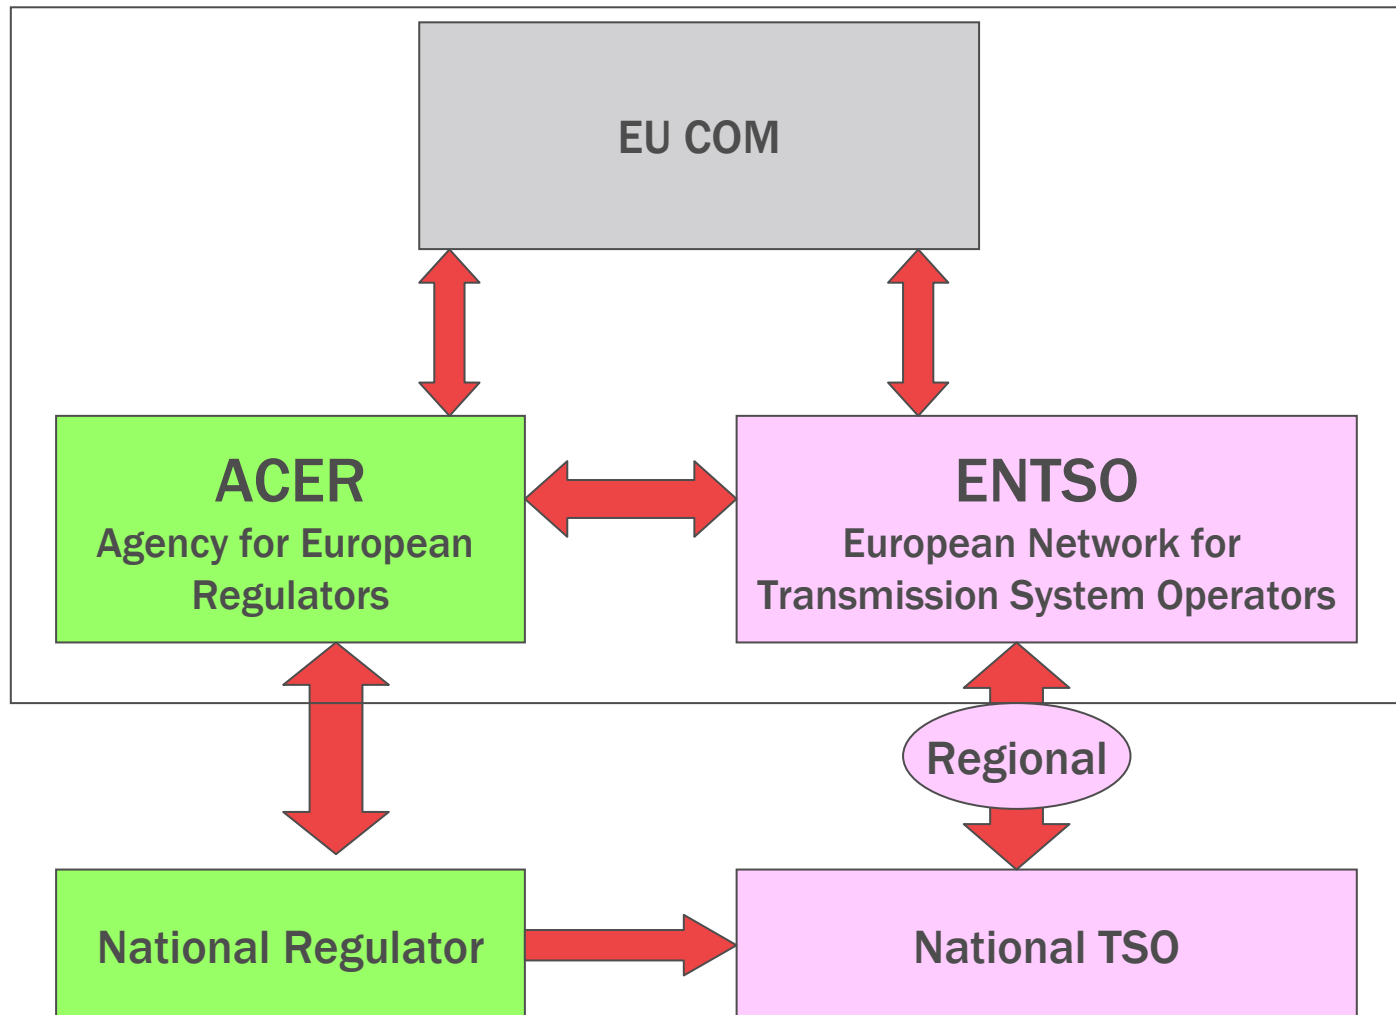 EU COM
ACER
Agency for European
Regulators
ENTSO
European Network for
Transmission System Operators
Regional
National Regulator
National TSO